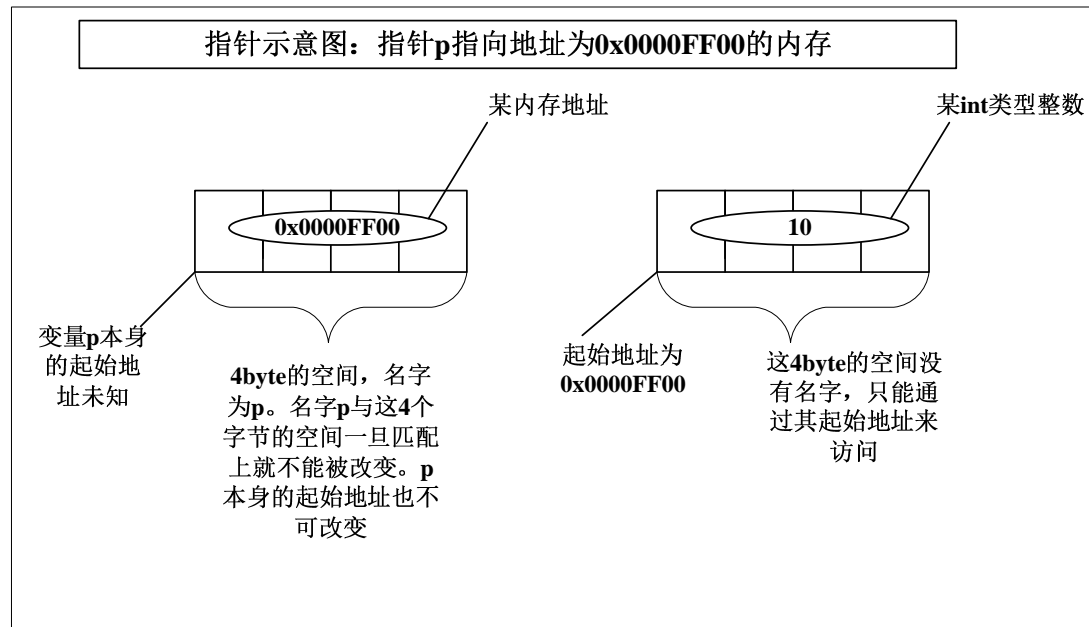 指针示意图：指针p指向地址为0x0000FF00的内存
某内存地址
某int类型整数
0x0000FF00
10
变量p本身
的起始地
址未知
4byte的空间，名字
为p。名字p与这4个
字节的空间一旦匹配
上就不能被改变。p
本身的起始地址也不
可改变
起始地址为
0x0000FF00
这4byte的空间没
有名字，只能通
过其起始地址来
访问